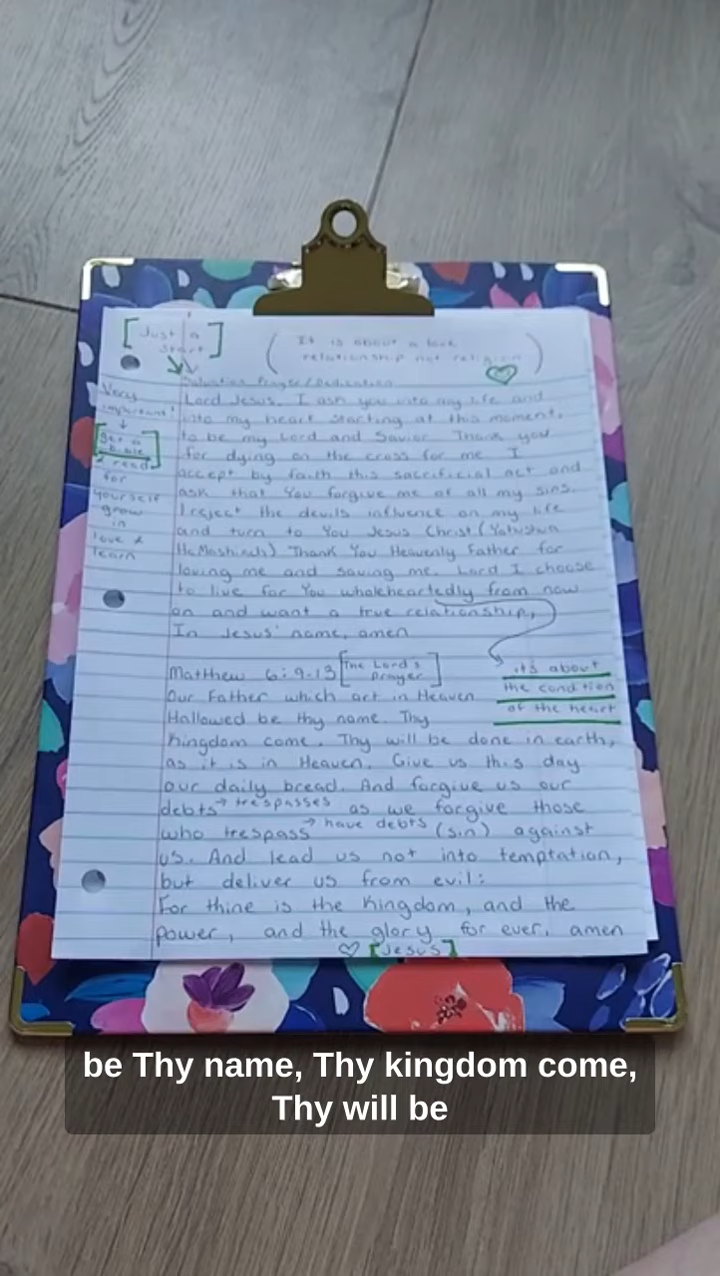 [Just a
Start]
(It is about a love
relationship not religion)
Salvation Prayer/Dedication
Very
important!
get a
bible
& read
for
yourself
grow
in
love &
learn
Lord Jesus, I ask you into my life and
into my heart starting at this moment,
to be my Lord and Savior. Thank you
for dying on the cross for me I
accept by faith this sacrificial act and
ask that You forgive me of all my sins.
I reject the devils influence on my life
and turn to You Jesus Christ (
HaMashiach) Thank You Heavenly Father for
loving me and saving me. Lord I choose
to live for You wholeheartedly from now
on and want a true relationship,
In Jesus' name, amen
it's about
the condition
of the heart
Matthew 6:9-13 [The Lord's
Prayer]
Our Father which art in Heaven
Hallowed be thy name. Thy
Kingdom come. Thy will be done in earth,
as it is in Heaven. Give us this day
our daily bread. And forgive us our
debts → trespasses as we forgive those
who trespass → have debts (sin) against
us. And lead us not into temptation,
but deliver us from evil:
For thine is the Kingdom, and the
power, and the glory for ever. amen
♡ [Jesus]
be Thy name, Thy kingdom come,
Thy will be